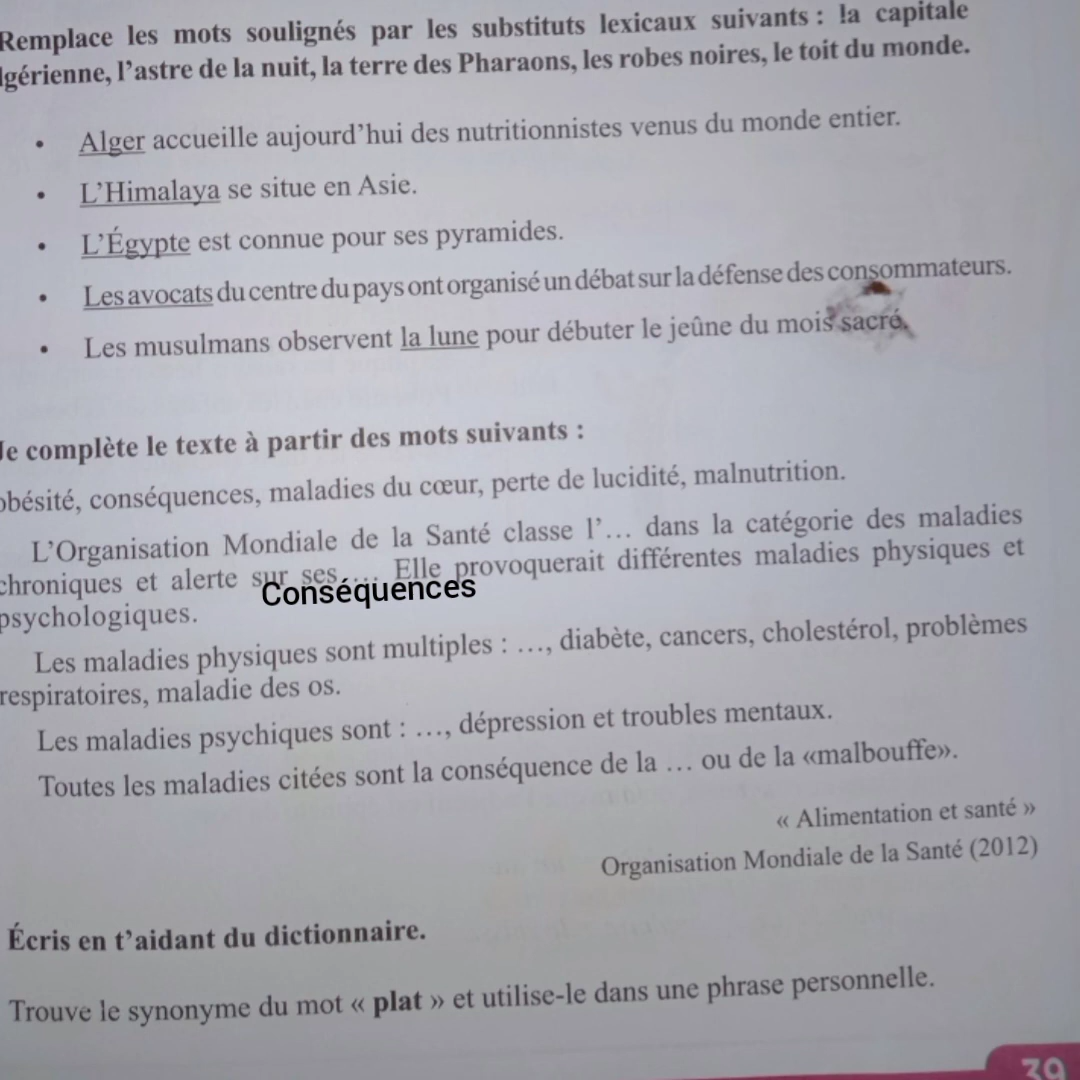 Remplace les mots soulignés par les substituts lexicaux suivants : la capitale
lgérienne, l'astre de la nuit, la terre des Pharaons, les robes noires, le toit du monde.
• Alger accueille aujourd'hui des nutritionnistes venus du monde entier.
• L'Himalaya se situe en Asie.
• L'Égypte est connue pour ses pyramides.
• Les avocats du centre du pays ont organisé un débat sur la défense des consommateurs.
• Les musulmans observent la lune pour débuter le jeûne du mois sacré.
Je complète le texte à partir des mots suivants :
obésité, conséquences, maladies du cœur, perte de lucidité, malnutrition.
L'Organisation Mondiale de la Santé classe l'… dans la catégorie des maladies
chroniques et alerte sur ses…. Elle provoquerait différentes maladies physiques et
Conséquences
psychologiques.
Les maladies physiques sont multiples : …, diabète, cancers, cholestérol, problèmes
respiratoires, maladie des os.
Les maladies psychiques sont : …, dépression et troubles mentaux.
Toutes les maladies citées sont la conséquence de la … ou de la «malbouffe».
« Alimentation et santé »
Organisation Mondiale de la Santé (2012)
Écris en t'aidant du dictionnaire.
Trouve le synonyme du mot « plat » et utilise-le dans une phrase personnelle.
39